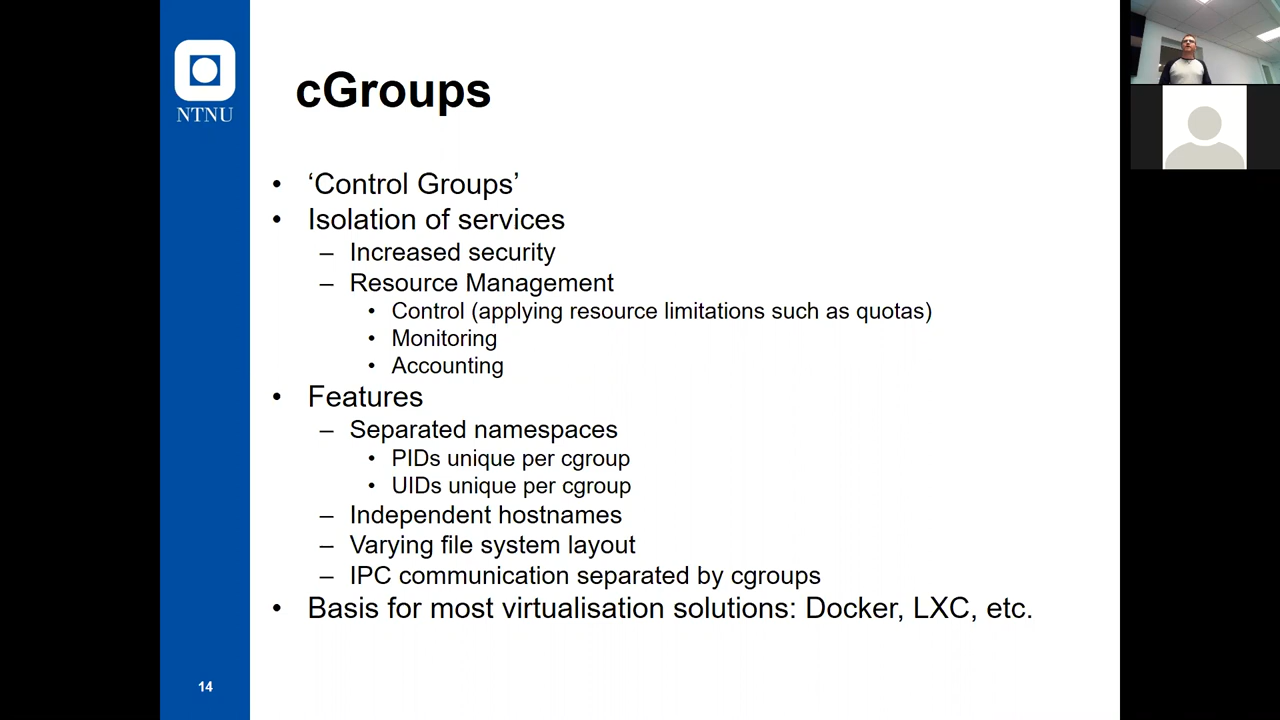 NTNU
cGroups
• ‘Control Groups’
• Isolation of services
– Increased security
– Resource Management
• Control (applying resource limitations such as quotas)
• Monitoring
• Accounting
• Features
– Separated namespaces
• PIDs unique per cgroup
• UIDs unique per cgroup
– Independent hostnames
– Varying file system layout
– IPC communication separated by cgroups
• Basis for most virtualisation solutions: Docker, LXC, etc.
14